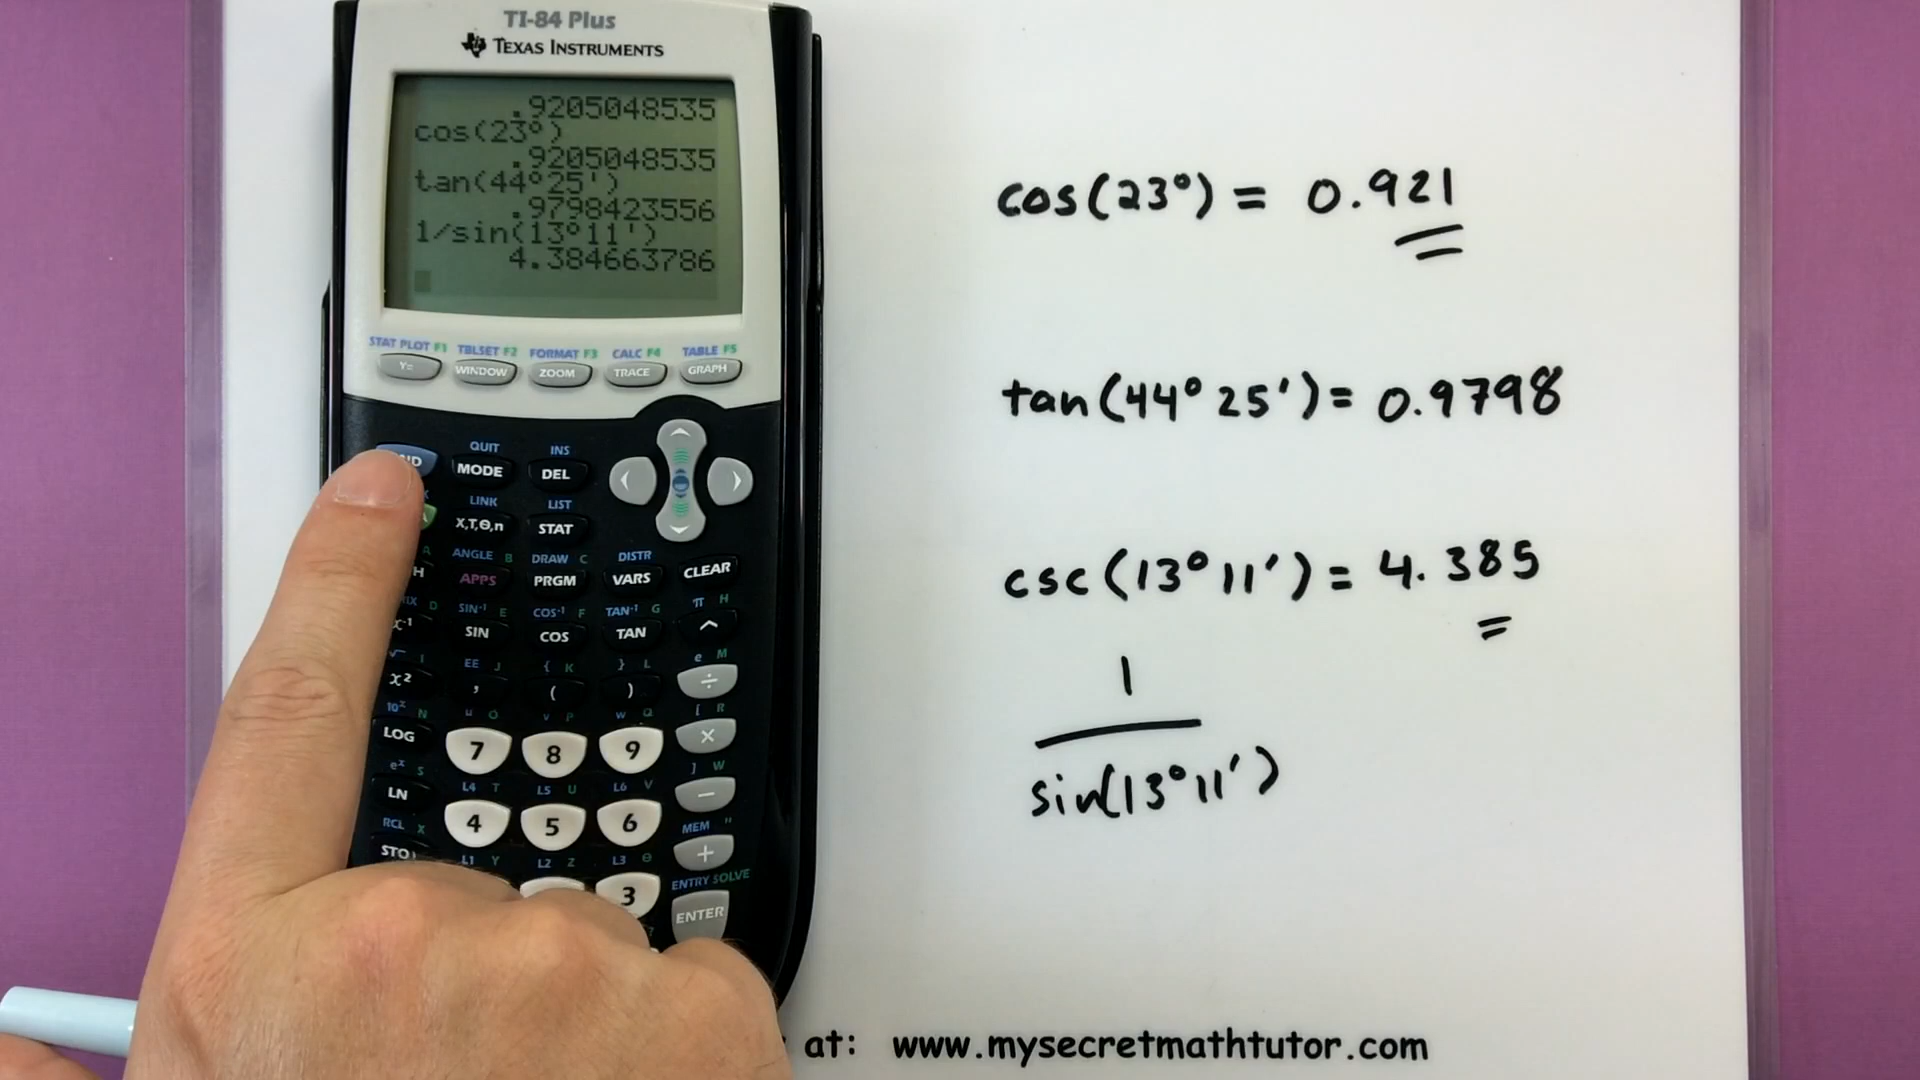 TI-84 Plus
TEXAS INSTRUMENTS
.9205048535
cos(23°)
.9205048535
tan(44°25')
.9798423556
1/sin(13°11')
4.384663786
STAT PLOT F1 TBLSET F2 FORMAT F3 CALC F4 TABLE F5
Y= WINDOW ZOOM TRACE GRAPH
QUIT INS
MODE DEL
LINK LIST
X,T,Θ,n STAT
A ANGLE B DRAW C DISTR
APPS PRGM VARS CLEAR
D SIN⁻¹ E COS⁻¹ F TAN⁻¹ G π H
x⁻¹ SIN COS TAN ^
√ I EE J { K } L e M
x² , ( ) ÷
10ˣ N u O v P w Q [ R
LOG 7 8 9 ×
eˣ S L4 T L5 U L6 V ] W
LN 4 5 6 −
RCL X L1 Y L2 Z L3 Θ MEM "
STO 3 +
ENTRY SOLVE
ENTER
cos(23°) = 0.921
tan(44° 25') = 0.9798
csc(13° 11') = 4.385
1
sin(13°11')
at: www.mysecretmathtutor.com